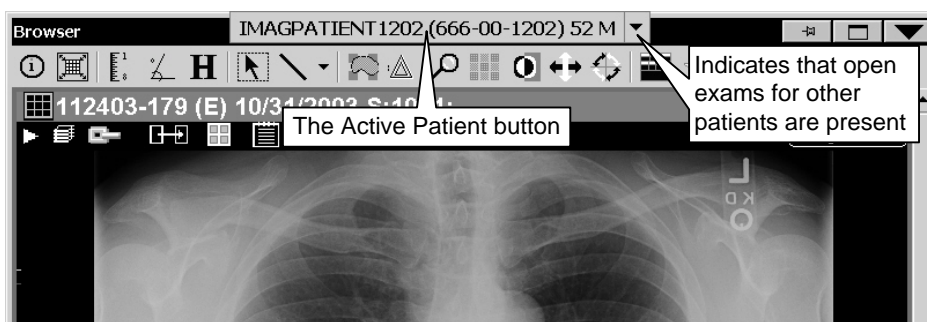 Browser
IMAGPATIENT1202 (666-00-1202) 52 M
H
Indicates that open
exams for other
patients are present
112403-179 (E) 10/31/2003
The Active Patient button
L
KD